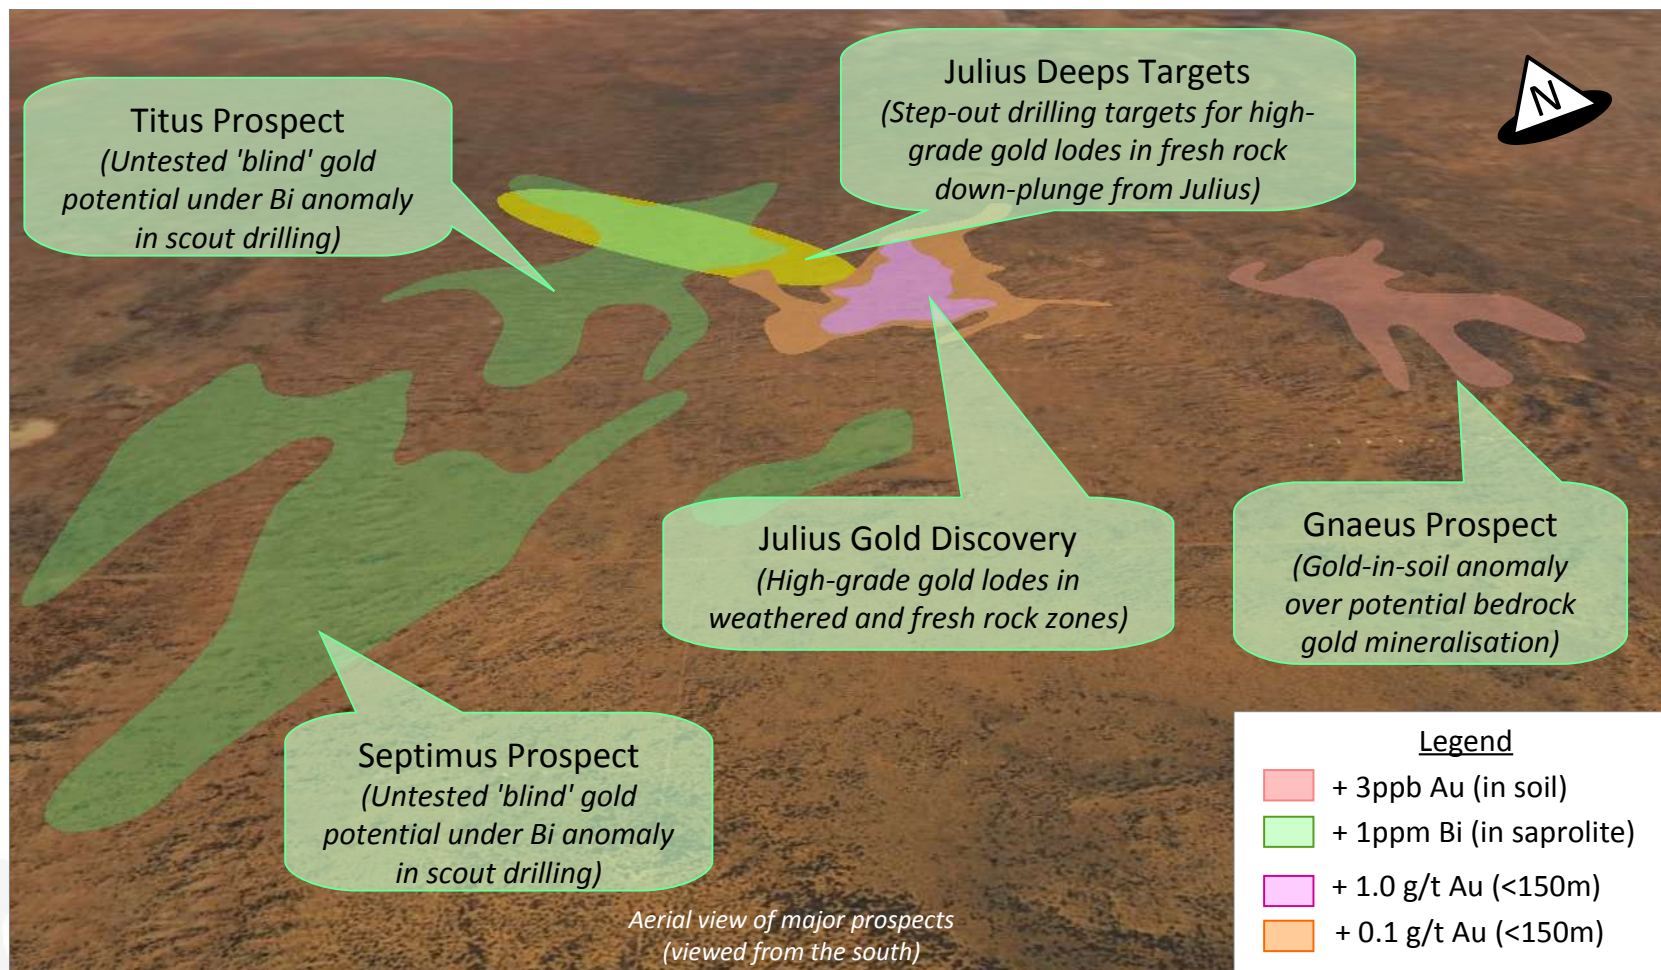 Titus Prospect
(Untested 'blind' gold
potential under Bi anomaly
in scout drilling)
Julius Deeps Targets
(Step-out drilling targets for high-
grade gold lodes in fresh rock
down-plunge from Julius)
N
Julius Gold Discovery
(High-grade gold lodes in
weathered and fresh rock zones)
Gnaeus Prospect
(Gold-in-soil anomaly
over potential bedrock
gold mineralisation)
Septimus Prospect
(Untested 'blind' gold
potential under Bi anomaly
in scout drilling)
Legend
+ 3ppb Au (in soil)
+ 1ppm Bi (in saprolite)
+ 1.0 g/t Au (<150m)
+ 0.1 g/t Au (<150m)
Aerial view of major prospects
(viewed from the south)